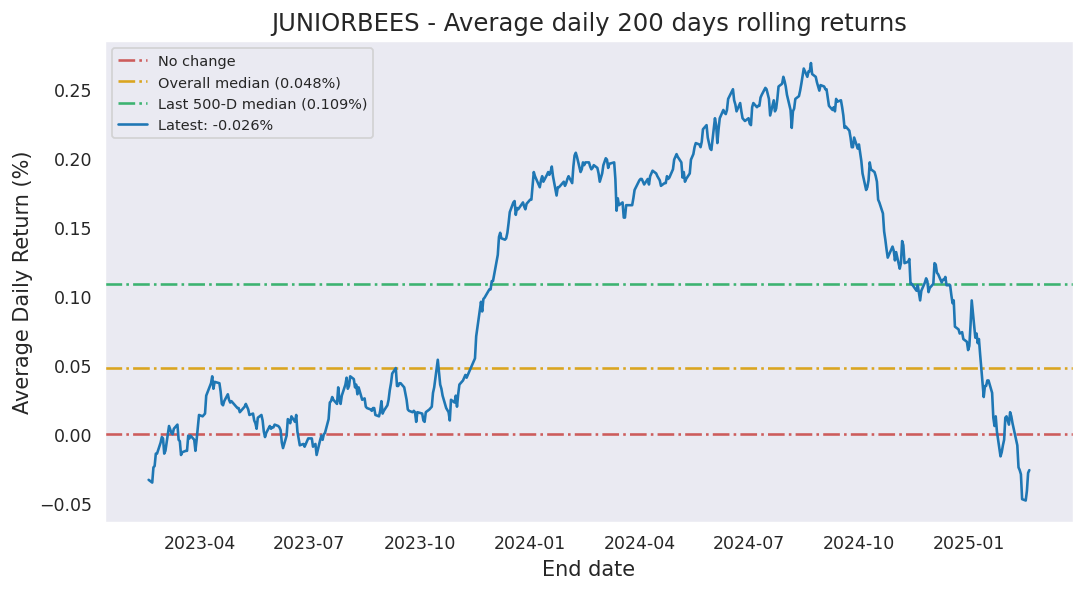 JUNIORBEES - Average daily 200 days rolling returns
No change
Overall median (0.048%)
Last 500-D median (0.109%)
Latest: -0.026%
Average Daily Return (%)
0.25
0.20
0.15
0.10
0.05
0.00
−0.05
2023-04 2023-07 2023-10 2024-01 2024-04 2024-07 2024-10 2025-01
End date